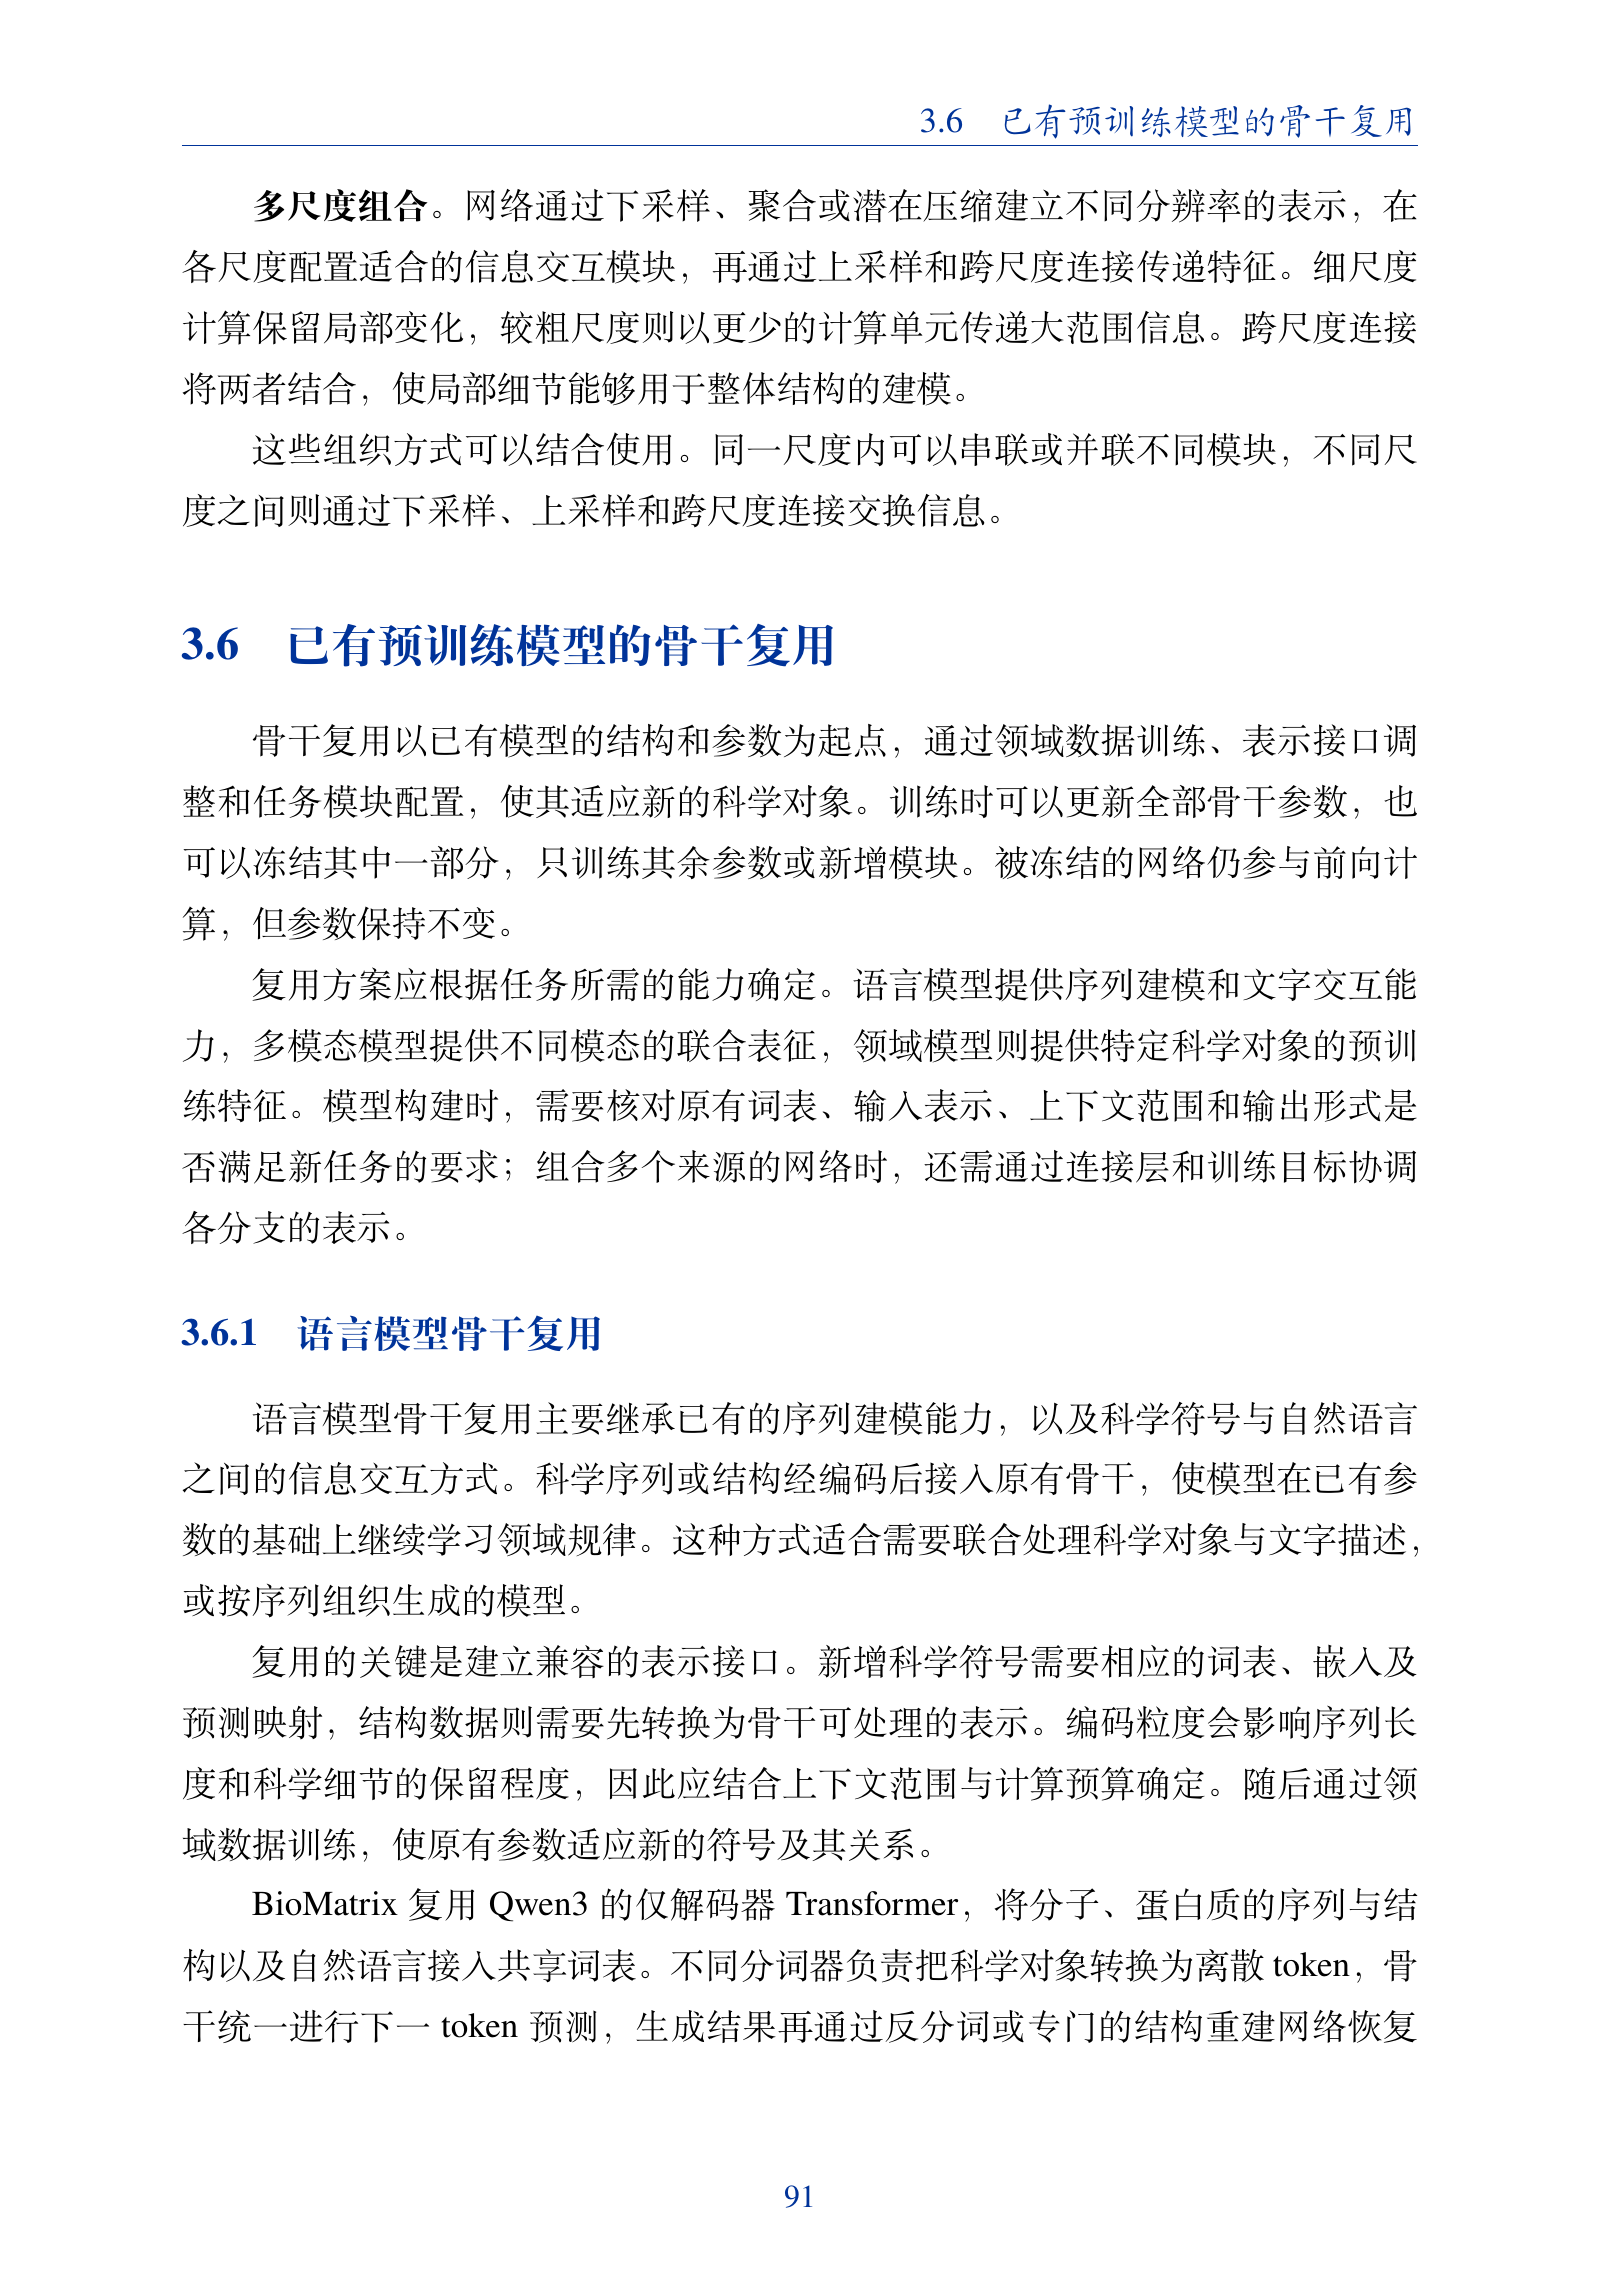 3.6 已有预训练模型的骨干复用
多尺度组合。网络通过下采样、聚合或潜在压缩建立不同分辨率的表示，在
各尺度配置适合的信息交互模块，再通过上采样和跨尺度连接传递特征。细尺度
计算保留局部变化，较粗尺度则以更少的计算单元传递大范围信息。跨尺度连接
将两者结合，使局部细节能够用于整体结构的建模。
这些组织方式可以结合使用。同一尺度内可以串联或并联不同模块，不同尺
度之间则通过下采样、上采样和跨尺度连接交换信息。
3.6 已有预训练模型的骨干复用
骨干复用以已有模型的结构和参数为起点，通过领域数据训练、表示接口调
整和任务模块配置，使其适应新的科学对象。训练时可以更新全部骨干参数，也
可以冻结其中一部分，只训练其余参数或新增模块。被冻结的网络仍参与前向计
算，但参数保持不变。
复用方案应根据任务所需的能力确定。语言模型提供序列建模和文字交互能
力，多模态模型提供不同模态的联合表征，领域模型则提供特定科学对象的预训
练特征。模型构建时，需要核对原有词表、输入表示、上下文范围和输出形式是
否满足新任务的要求；组合多个来源的网络时，还需通过连接层和训练目标协调
各分支的表示。
3.6.1 语言模型骨干复用
语言模型骨干复用主要继承已有的序列建模能力，以及科学符号与自然语言
之间的信息交互方式。科学序列或结构经编码后接入原有骨干，使模型在已有参
数的基础上继续学习领域规律。这种方式适合需要联合处理科学对象与文字描述，
或按序列组织生成的模型。
复用的关键是建立兼容的表示接口。新增科学符号需要相应的词表、嵌入及
预测映射，结构数据则需要先转换为骨干可处理的表示。编码粒度会影响序列长
度和科学细节的保留程度，因此应结合上下文范围与计算预算确定。随后通过领
域数据训练，使原有参数适应新的符号及其关系。
BioMatrix 复用 Qwen3 的仅解码器 Transformer，将分子、蛋白质的序列与结
构以及自然语言接入共享词表。不同分词器负责把科学对象转换为离散 token，骨
干统一进行下一 token 预测，生成结果再通过反分词或专门的结构重建网络恢复
91